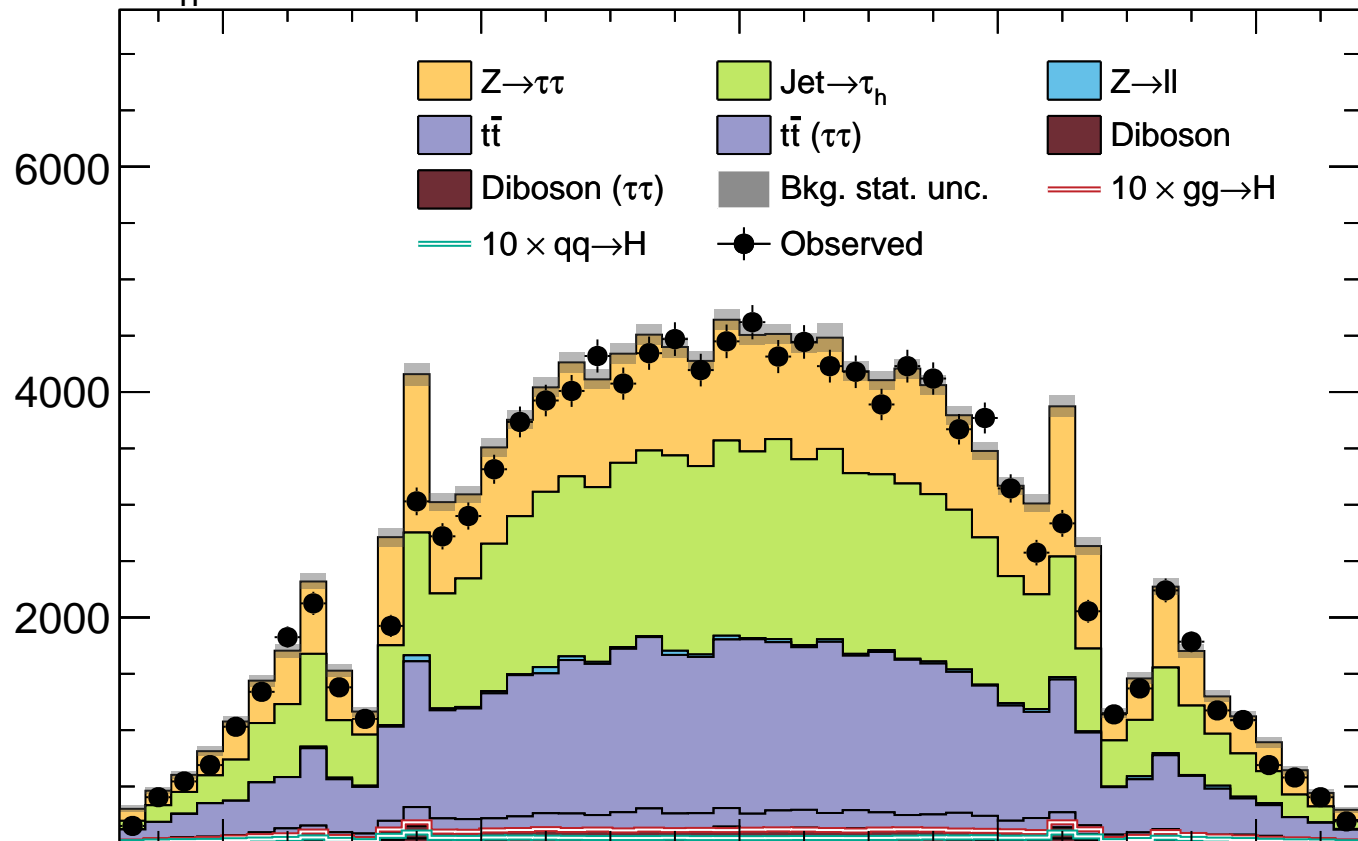 Z→ττ Jet→τh Z→ll
tt̄ tt̄ (ττ) Diboson
Diboson (ττ) Bkg. stat. unc. 10 × gg→H
10 × qq→H Observed
6000
4000
2000